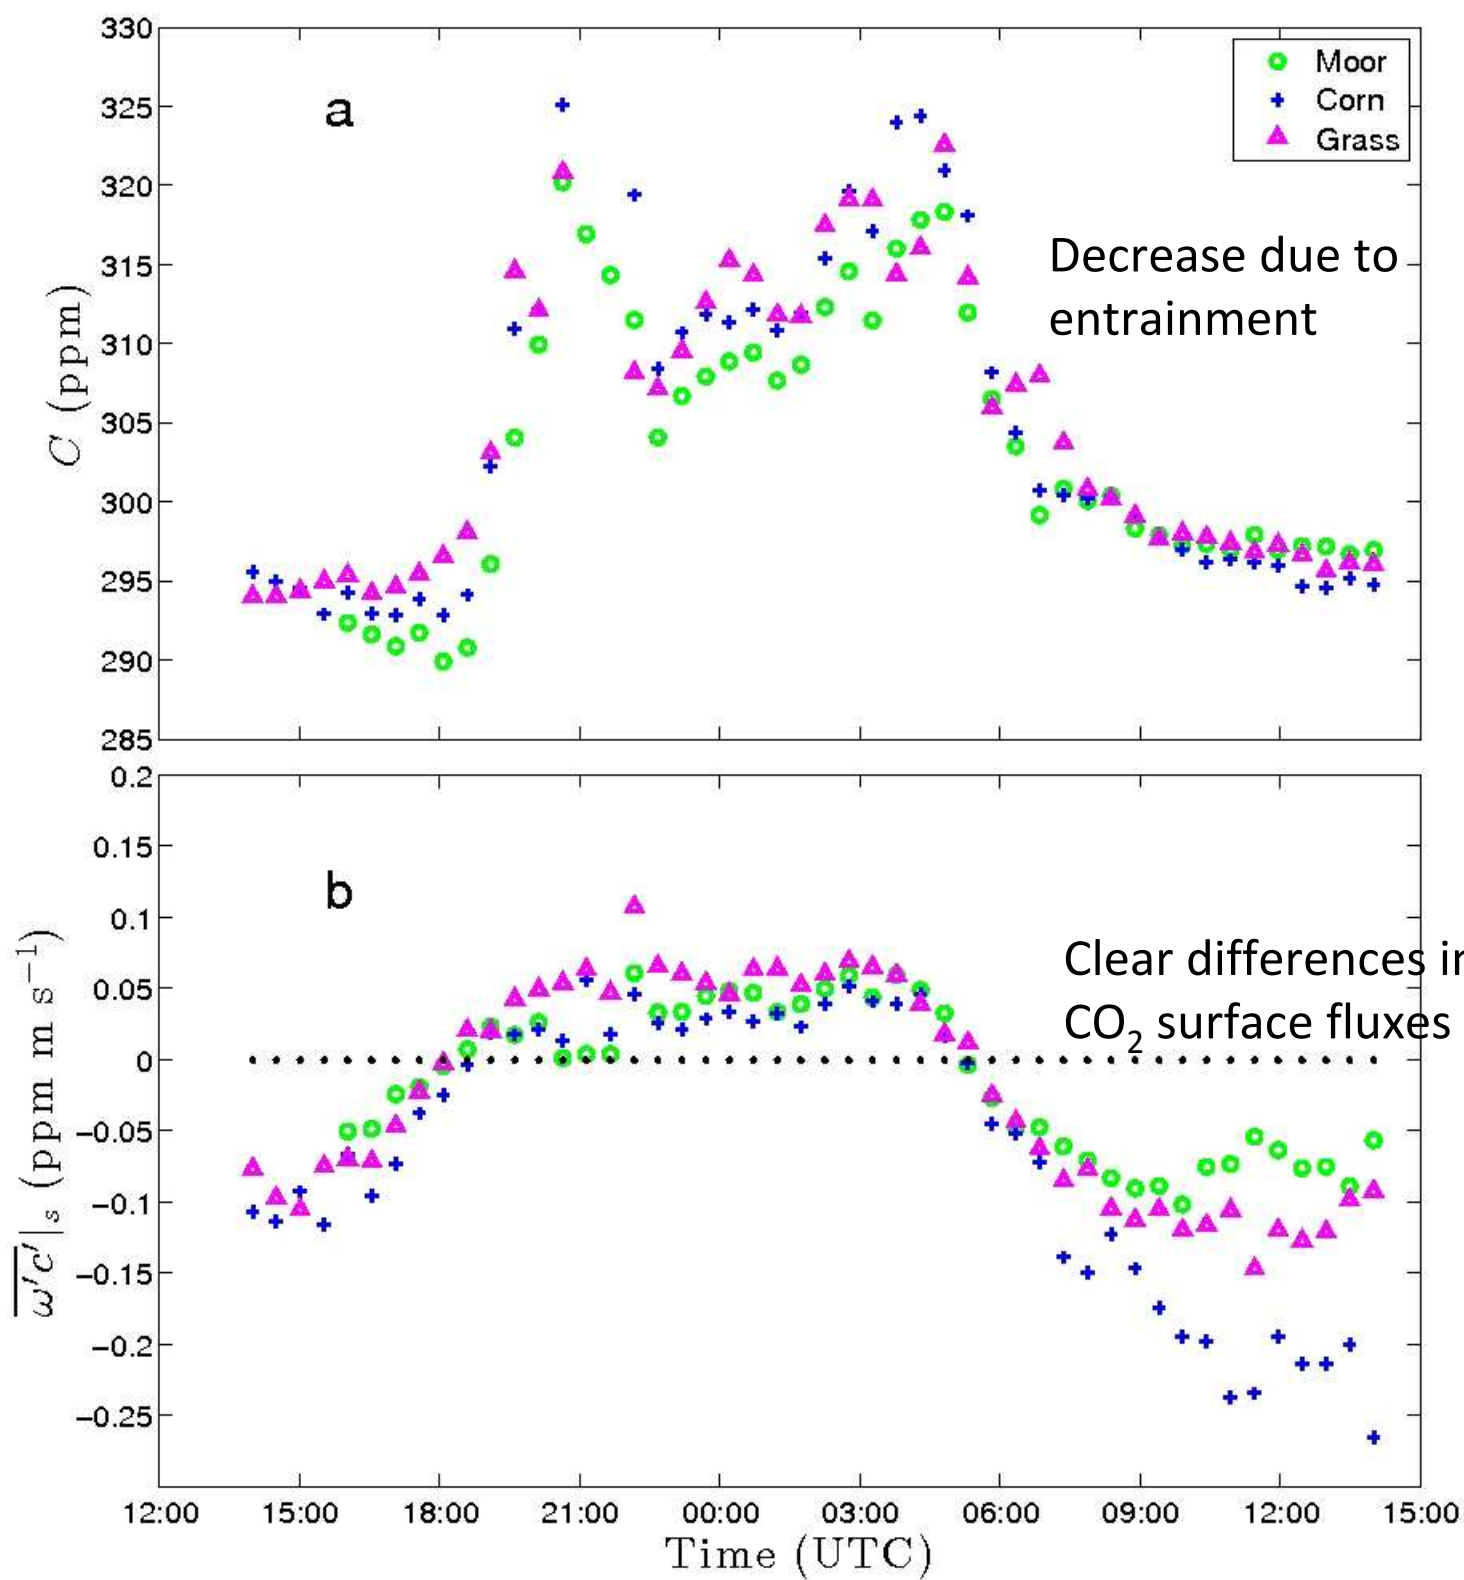 330
325
320
315
310
305
300
295
290
285
C (ppm)
a
Moor
Corn
Grass
Decrease due to
entrainment
0.2
0.15
0.1
0.05
0
−0.05
−0.1
−0.15
−0.2
−0.25
ω′c′|s (ppm m s−1)
b
Clear differences in
CO2 surface fluxes
12:00 15:00 18:00 21:00 00:00 03:00 06:00 09:00 12:00 15:00
Time (UTC)